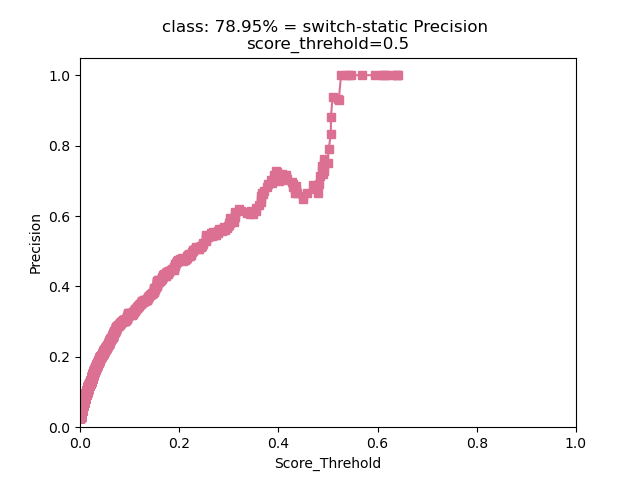 class: 78.95% = switch-static Precision
score_threhold=0.5
1.0
0.8
0.6
0.4
0.2
0.0
Precision
0.0 0.2 0.4 0.6 0.8 1.0
Score_Threhold